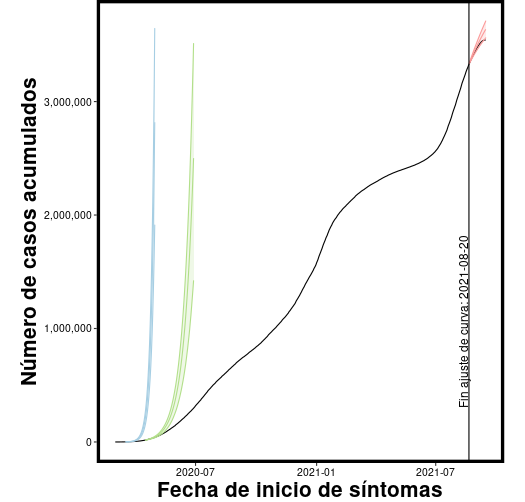 Número de casos acumulados
3,000,000
2,000,000
1,000,000
0
Fin ajuste de curva: 2021-08-20
2020-07
2021-01
2021-07
Fecha de inicio de síntomas